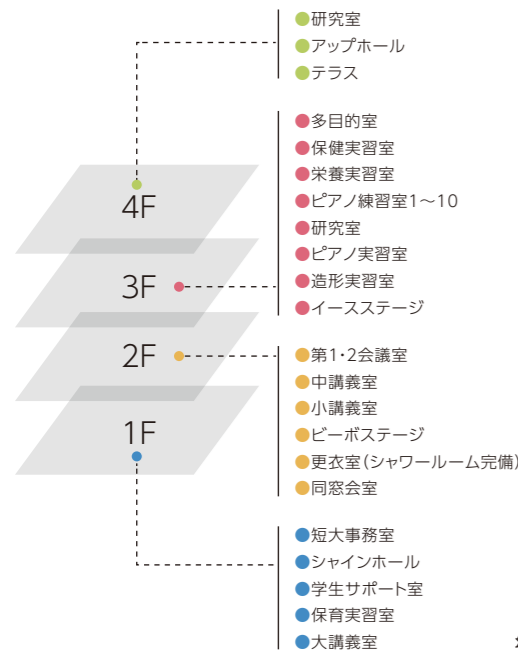 ●研究室
●アップホール
●テラス
4F
●多目的室
●保健実習室
●栄養実習室
●ピアノ練習室1〜10
●研究室
●ピアノ実習室
●造形実習室
●イースステージ
3F
●第1・2会議室
●中講義室
●小講義室
●ビーボステージ
●更衣室(シャワールーム完備)
●同窓会室
2F
●短大事務室
●シャインホール
●学生サポート室
●保育実習室
●大講義室
1F